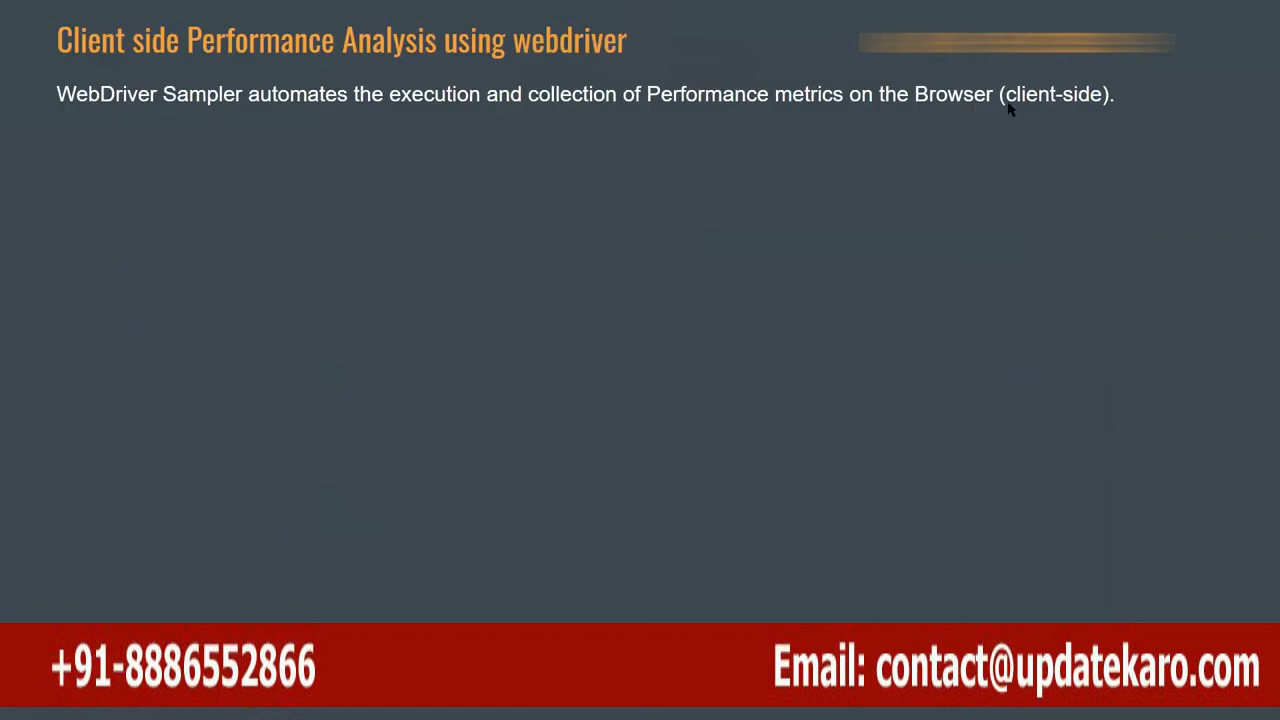 Client side Performance Analysis using webdriver
WebDriver Sampler automates the execution and collection of Performance metrics on the Browser (client-side).
+91-8886552866
Email: contact@updatekaro.com